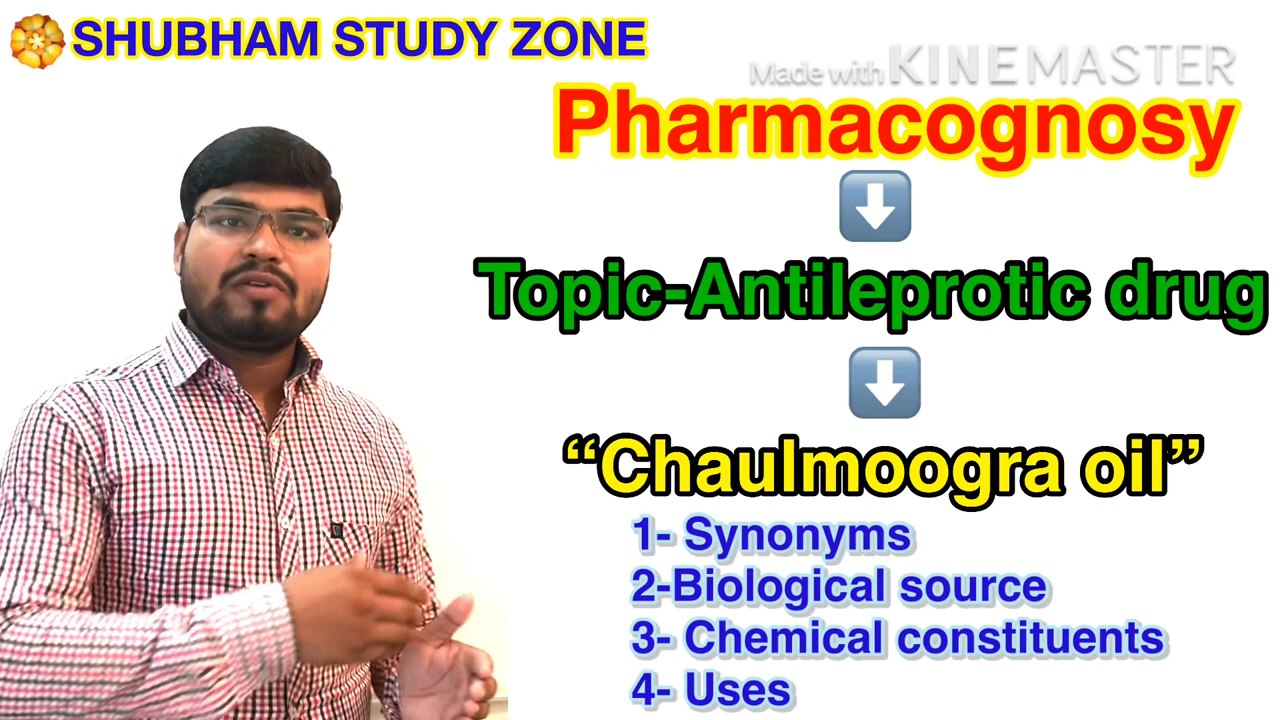 SHUBHAM STUDY ZONE
Made with KINEMASTER
Pharmacognosy
Topic-Antileprotic drug
“Chaulmoogra oil”
1- Synonyms
2-Biological source
3- Chemical constituents
4- Uses